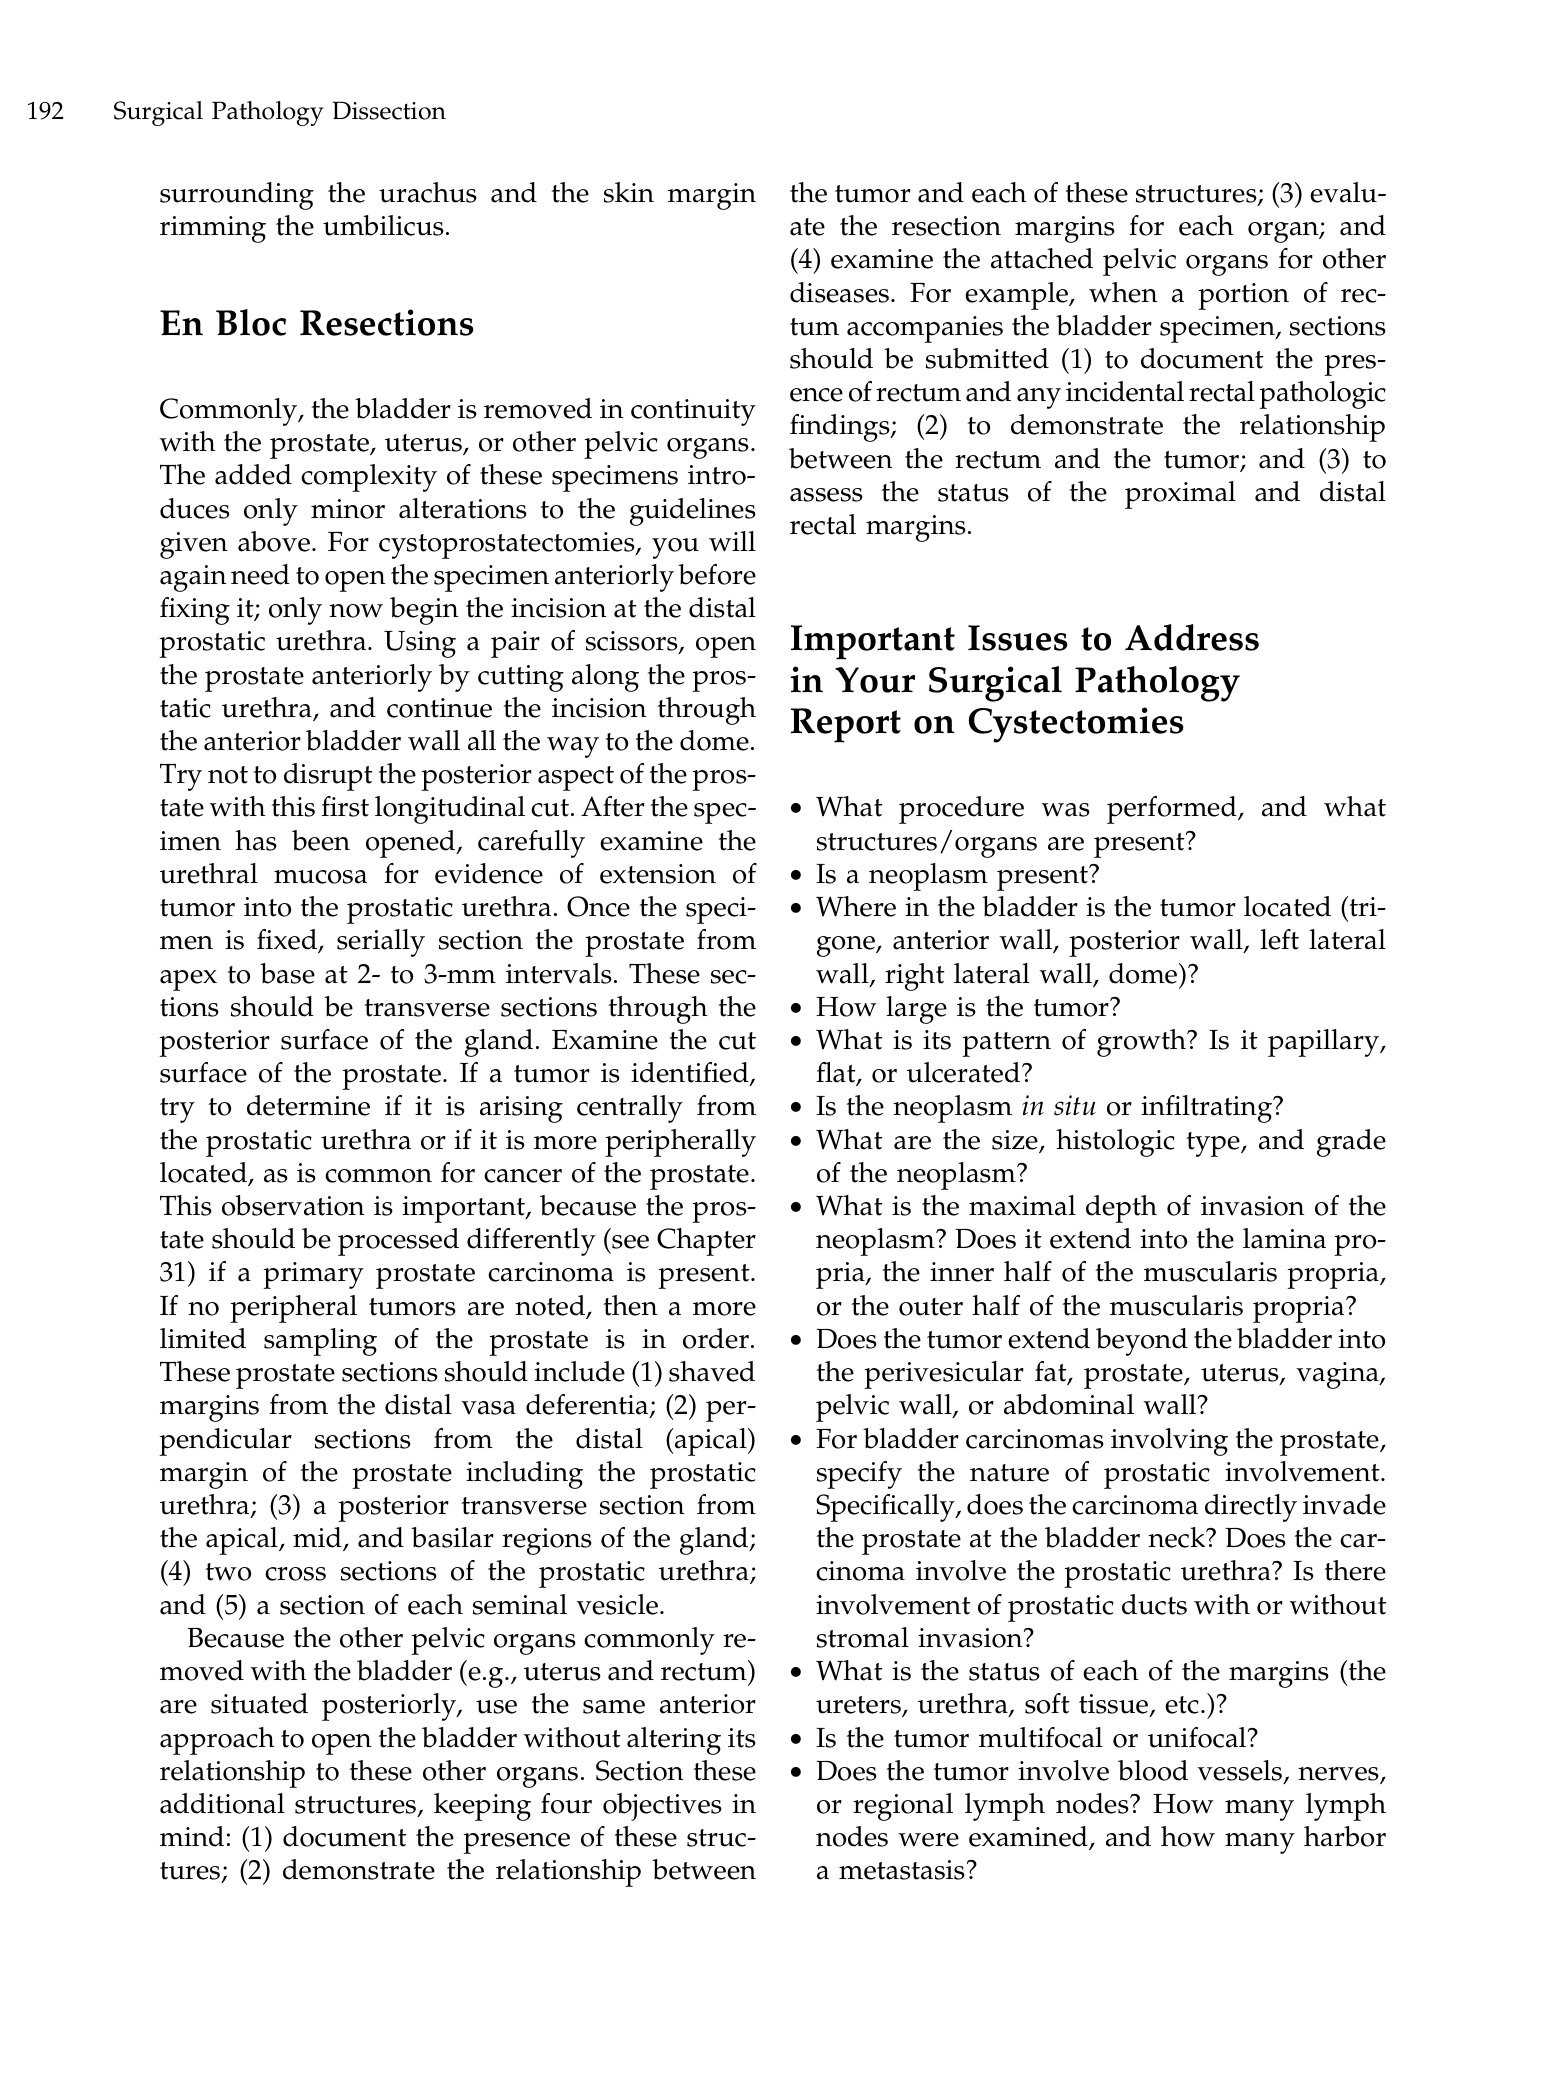 192 Surgical Pathology Dissection
surrounding the urachus and the skin margin
rimming the umbilicus.
En Bloc Resections
Commonly, the bladder is removed in continuity
with the prostate, uterus, or other pelvic organs.
The added complexity of these specimens intro-
duces only minor alterations to the guidelines
given above. For cystoprostatectomies, you will
again need to open the specimen anteriorly before
fixing it; only now begin the incision at the distal
prostatic urethra. Using a pair of scissors, open
the prostate anteriorly by cutting along the pros-
tatic urethra, and continue the incision through
the anterior bladder wall all the way to the dome.
Try not to disrupt the posterior aspect of the pros-
tate with this first longitudinal cut. After the spec-
imen has been opened, carefully examine the
urethral mucosa for evidence of extension of
tumor into the prostatic urethra. Once the speci-
men is fixed, serially section the prostate from
apex to base at 2- to 3-mm intervals. These sec-
tions should be transverse sections through the
posterior surface of the gland. Examine the cut
surface of the prostate. If a tumor is identified,
try to determine if it is arising centrally from
the prostatic urethra or if it is more peripherally
located, as is common for cancer of the prostate.
This observation is important, because the pros-
tate should be processed differently (see Chapter
31) if a primary prostate carcinoma is present.
If no peripheral tumors are noted, then a more
limited sampling of the prostate is in order.
These prostate sections should include (1) shaved
margins from the distal vasa deferentia; (2) per-
pendicular sections from the distal (apical)
margin of the prostate including the prostatic
urethra; (3) a posterior transverse section from
the apical, mid, and basilar regions of the gland;
(4) two cross sections of the prostatic urethra;
and (5) a section of each seminal vesicle.
Because the other pelvic organs commonly re-
moved with the bladder (e.g., uterus and rectum)
are situated posteriorly, use the same anterior
approach to open the bladder without altering its
relationship to these other organs. Section these
additional structures, keeping four objectives in
mind: (1) document the presence of these struc-
tures; (2) demonstrate the relationship between
the tumor and each of these structures; (3) evalu-
ate the resection margins for each organ; and
(4) examine the attached pelvic organs for other
diseases. For example, when a portion of rec-
tum accompanies the bladder specimen, sections
should be submitted (1) to document the pres-
ence of rectum and any incidental rectal pathologic
findings; (2) to demonstrate the relationship
between the rectum and the tumor; and (3) to
assess the status of the proximal and distal
rectal margins.
Important Issues to Address
in Your Surgical Pathology
Report on Cystectomies
• What procedure was performed, and what
structures/organs are present?
• Is a neoplasm present?
• Where in the bladder is the tumor located (tri-
gone, anterior wall, posterior wall, left lateral
wall, right lateral wall, dome)?
• How large is the tumor?
• What is its pattern of growth? Is it papillary,
flat, or ulcerated?
• Is the neoplasm in situ or infiltrating?
• What are the size, histologic type, and grade
of the neoplasm?
• What is the maximal depth of invasion of the
neoplasm? Does it extend into the lamina pro-
pria, the inner half of the muscularis propria,
or the outer half of the muscularis propria?
• Does the tumor extend beyond the bladder into
the perivesicular fat, prostate, uterus, vagina,
pelvic wall, or abdominal wall?
• For bladder carcinomas involving the prostate,
specify the nature of prostatic involvement.
Specifically, does the carcinoma directly invade
the prostate at the bladder neck? Does the car-
cinoma involve the prostatic urethra? Is there
involvement of prostatic ducts with or without
stromal invasion?
• What is the status of each of the margins (the
ureters, urethra, soft tissue, etc.)?
• Is the tumor multifocal or unifocal?
• Does the tumor involve blood vessels, nerves,
or regional lymph nodes? How many lymph
nodes were examined, and how many harbor
a metastasis?